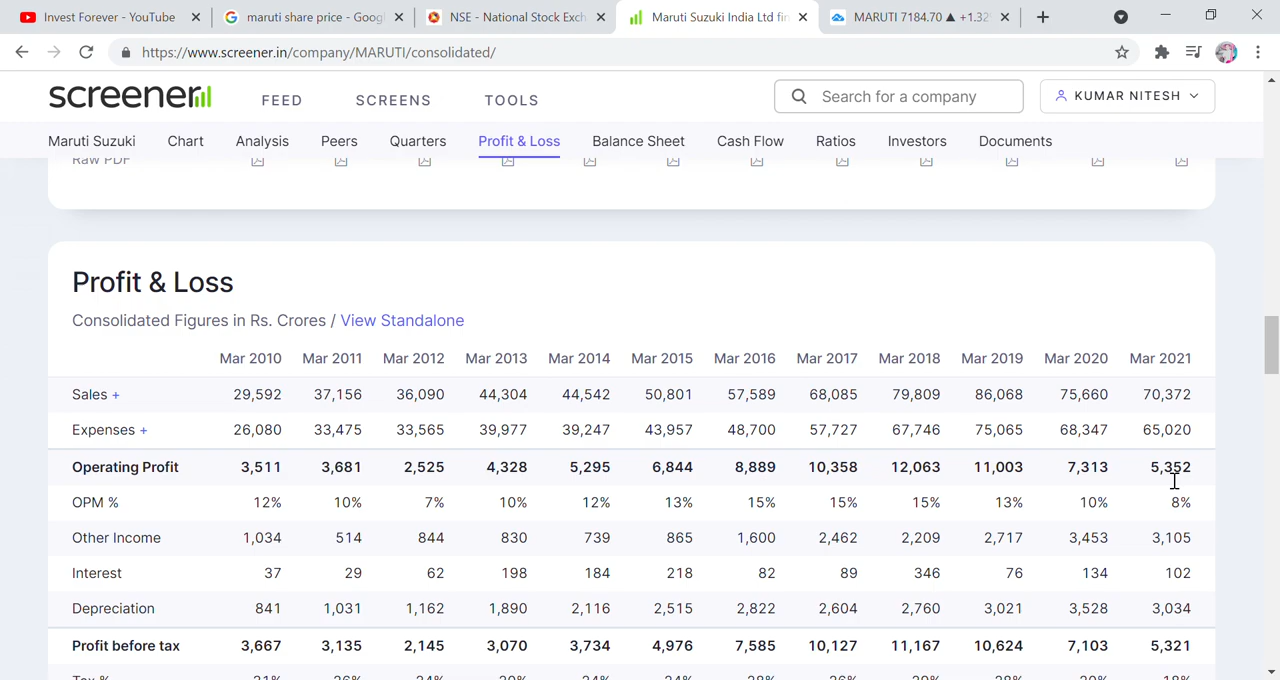 Invest Forever - YouTube
maruti share price - Googl
NSE - National Stock Exch
Maruti Suzuki India Ltd fin
MARUTI 7184.70 ▲ +1.32
https://www.screener.in/company/MARUTI/consolidated/
screener
FEED
SCREENS
TOOLS
Search for a company
KUMAR NITESH
Maruti Suzuki
Chart
Analysis
Peers
Quarters
Profit & Loss
Balance Sheet
Cash Flow
Ratios
Investors
Documents
Raw PDF
Profit & Loss
Consolidated Figures in Rs. Crores / View Standalone
Mar 2010 Mar 2011 Mar 2012 Mar 2013 Mar 2014 Mar 2015 Mar 2016 Mar 2017 Mar 2018 Mar 2019 Mar 2020 Mar 2021
Sales + 29,592 37,156 36,090 44,304 44,542 50,801 57,589 68,085 79,809 86,068 75,660 70,372
Expenses + 26,080 33,475 33,565 39,977 39,247 43,957 48,700 57,727 67,746 75,065 68,347 65,020
Operating Profit 3,511 3,681 2,525 4,328 5,295 6,844 8,889 10,358 12,063 11,003 7,313 5,352
OPM % 12% 10% 7% 10% 12% 13% 15% 15% 15% 13% 10% 8%
Other Income 1,034 514 844 830 739 865 1,600 2,462 2,209 2,717 3,453 3,105
Interest 37 29 62 198 184 218 82 89 346 76 134 102
Depreciation 841 1,031 1,162 1,890 2,116 2,515 2,822 2,604 2,760 3,021 3,528 3,034
Profit before tax 3,667 3,135 2,145 3,070 3,734 4,976 7,585 10,127 11,167 10,624 7,103 5,321